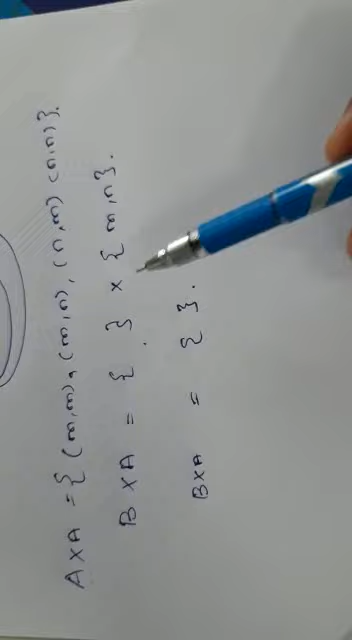 A×A = { (m,m), (m,n), (n,m) (n,n) }.
B×A = { } × { m,n }.
B×A = { }.